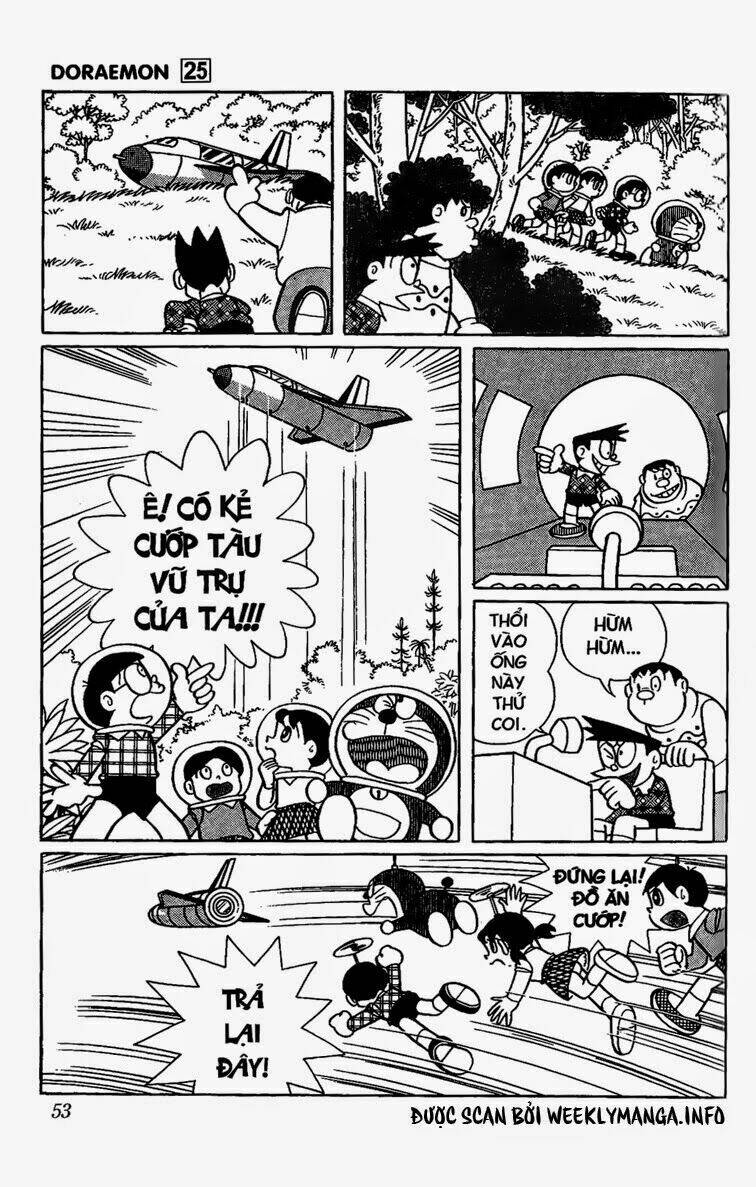 DORAEMON 25
Ê! CÓ KẺ
CƯỚP TÀU
VŨ TRỤ
CỦA TA!!!
THỔI
VÀO
ỐNG
NÀY
THỬ
COI.
HỪM
HỪM...
ĐỨNG LẠI!
ĐỒ ĂN
CƯỚP!
TRẢ
LẠI
ĐÂY!
53
ĐƯỢC SCAN BỞI WEEKLYMANGA.INFO